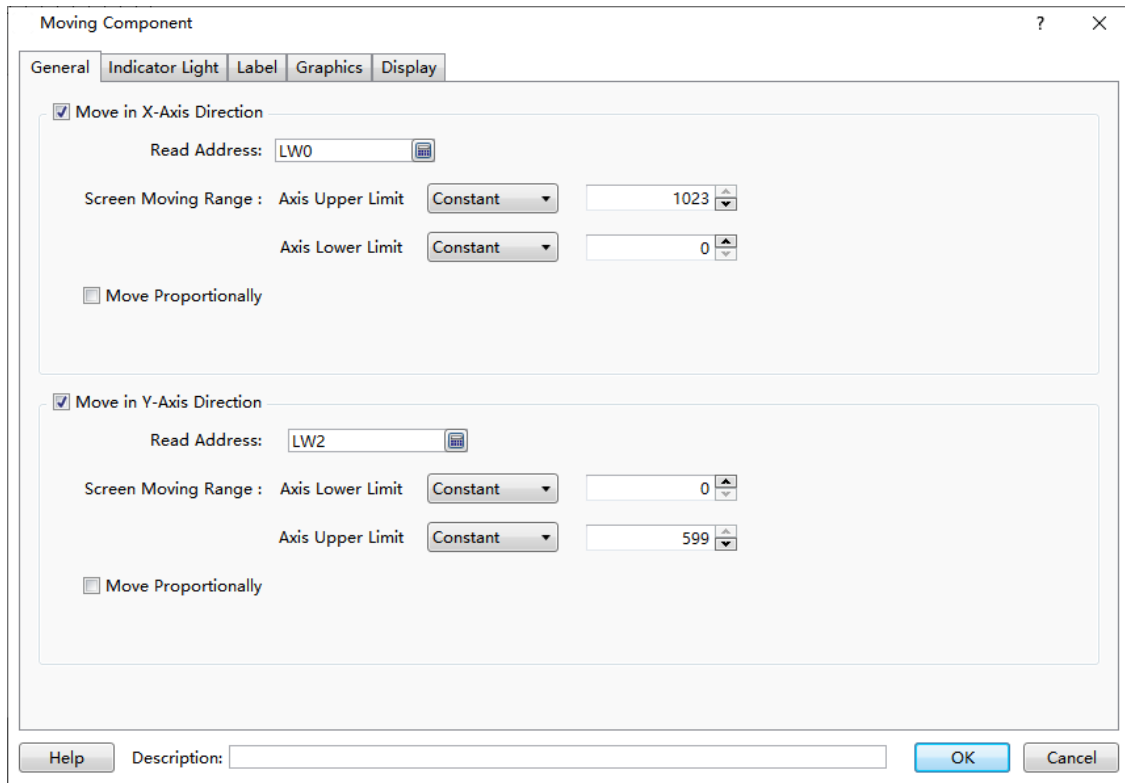 Moving Component ?
General Indicator Light Label Graphics Display
Move in X-Axis Direction
Read Address: LW0
Screen Moving Range : Axis Upper Limit Constant 1023
Axis Lower Limit Constant 0
Move Proportionally
Move in Y-Axis Direction
Read Address: LW2
Screen Moving Range : Axis Lower Limit Constant 0
Axis Upper Limit Constant 599
Move Proportionally
Help Description: OK Cancel